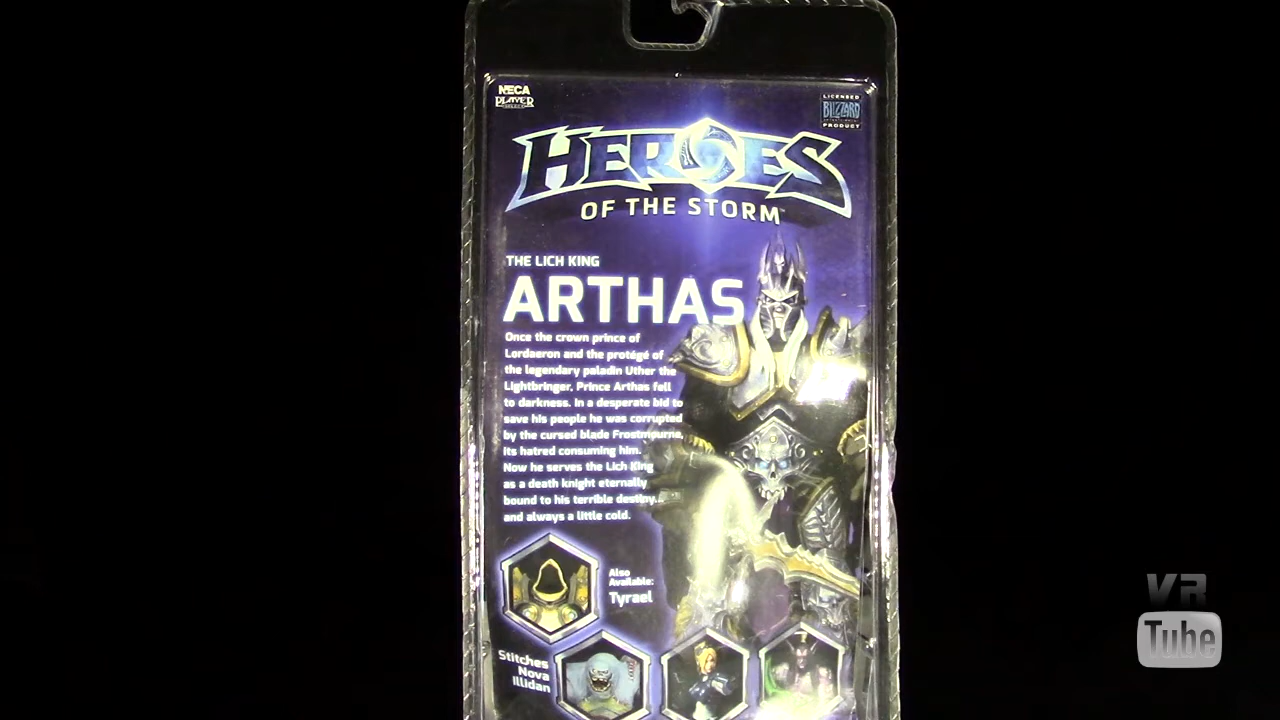 NECA
PLAYER
LICENSED
BLIZZARD
ENTERTAINMENT
PRODUCT
HEROES
OF THE STORM™
THE LICH KING
ARTHAS
Once the crown prince of
Lordaeron and the protégé of
the legendary paladin Uther the
Lightbringer, Prince Arthas fell
to darkness. In a desperate bid to
save his people he was corrupted
by the cursed blade Frostmourne,
its hatred consuming him.
Now he serves the Lich King
as a death knight eternally
bound to his terrible destiny...
and always a little cold.
Also
Available:
Tyrael
Stitches
Nova
Illidan
VR
Tube